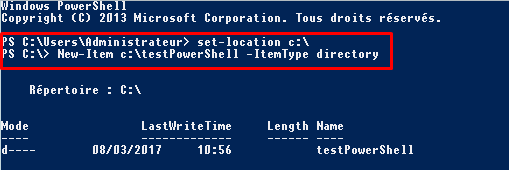 Windows PowerShell
Copyright (C) 2013 Microsoft Corporation. Tous droits réservés.
PS C:\Users\Administrateur> set-location c:\
PS C:\> New-Item c:\testPowerShell -ItemType directory
Répertoire : C:\
Mode LastWriteTime Length Name
---- ------------- ------ ----
d---- 08/03/2017 10:56 testPowerShell